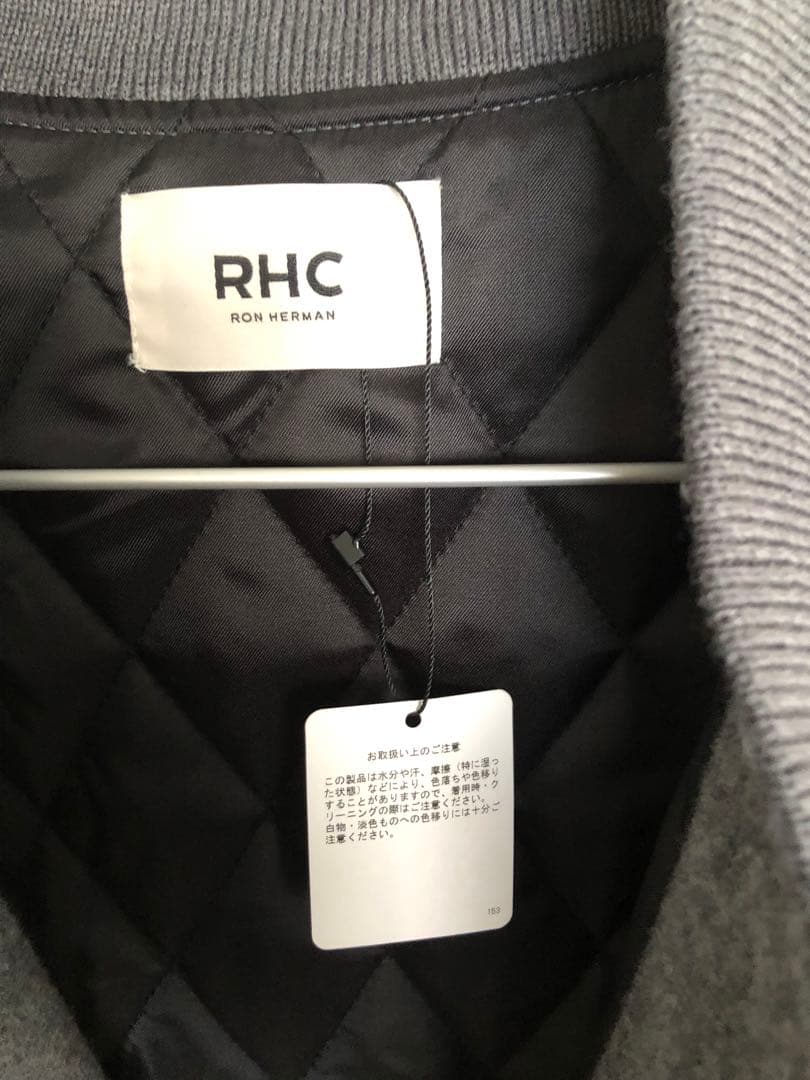 RHC
RON HERMAN
お取扱い上のご注意
この製品は水分や汗、摩擦（特に湿っ
た状態）などにより、色落ちや色移り
することがありますので、着用時・ク
リーニングの際はご注意ください。
白物・淡色ものへの色移りには十分ご
注意ください。
153